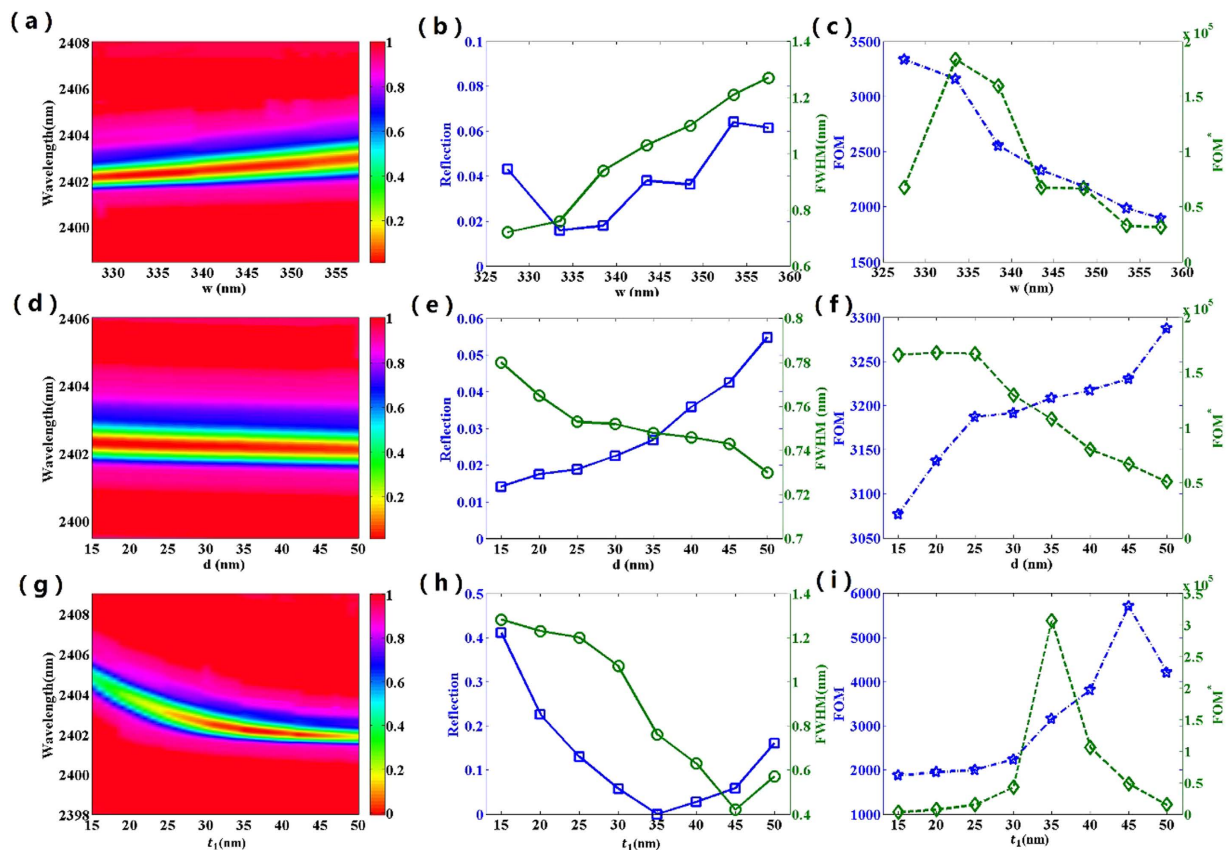 ( a )
2408
2406
2404
2402
2400
Wavelength(nm)
330 340 350
w (nm)
1
0.8
0.6
0.4
0.2
( b )
0.1
0.08
0.06
0.04
0.02
0
Reflection
325 330 335 340 345 350 355 360
w (nm)
1.4
1.2
1
0.8
0.6
FWHM(nm)
( c )
3500
3000
2500
2000
1500
FOM
325 330 335 340 345 350 355 360
w (nm)
x 10⁵
2
1.5
1
0.5
0
FOM*
( d )
2406
2404
2402
2400
Wavelength(nm)
15 20 25 30 35 40 45 50
d (nm)
1
0.8
0.6
0.4
0.2
( e )
0.06
0.05
0.04
0.03
0.02
0.01
0.00
Reflection
15 20 25 30 35 40 45 50
d (nm)
0.8
0.78
0.76
0.74
0.72
0.7
FWHM(nm)
( f )
3300
3250
3200
3150
3100
3050
FOM
15 20 25 30 35 40 45 50
d (nm)
x 10⁵
2
1.5
1
0.5
0
FOM*
( g )
2408
2406
2404
2402
2400
2398
Wavelength(nm)
15 20 25 30 35 40 45 50
t₁(nm)
1
0.8
0.6
0.4
0.2
( h )
0.5
0.4
0.3
0.2
0.1
0
Reflection
15 20 25 30 35 40 45 50
t₁(nm)
1.4
1.2
1
0.8
0.6
0.4
FWHM(nm)
( i )
6000
5000
4000
3000
2000
1000
FOM
15 20 25 30 35 40 45 50
t₁(nm)
x 10⁵
3.5
3
2.5
2
1.5
1
0.5
0
FOM*